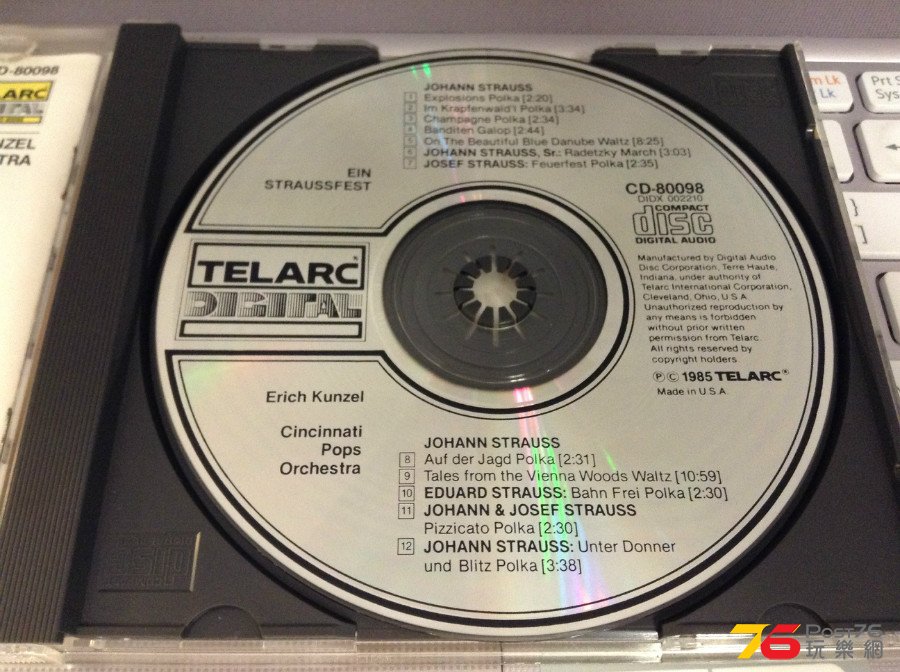 D-80098
ELARC
DIGITAL
NZEL
STRA
JOHANN STRAUSS
1 Explosions Polka [2:20]
2 Im Krapfenwald'l Polka [3:34]
3 Champagne Polka [2:34]
4 Banditen Galop [2:44]
5 On The Beautiful Blue Danube Waltz [8:25]
6 JOHANN STRAUSS, Sr.: Radetzky March [3:03]
7 JOSEF STRAUSS: Feuerfest Polka [2:35]
EIN
STRAUSSFEST
CD-80098
DIDX 002210
COMPACT
disc
DIGITAL AUDIO
TELARC®
DIGITAL
Manufactured by Digital Audio
Disc Corporation, Terre Haute,
Indiana, under authority of
Telarc International Corporation,
Cleveland, Ohio, U.S.A.
Unauthorized reproduction by
any means is forbidden
without prior written
permission from Telarc.
All rights reserved by
copyright holders.
℗ © 1985 TELARC®
Made in U.S.A.
Erich Kunzel
Cincinnati
Pops
Orchestra
JOHANN STRAUSS
8 Auf der Jagd Polka [2:31]
9 Tales from the Vienna Woods Waltz [10:59]
10 EDUARD STRAUSS: Bahn Frei Polka [2:30]
11 JOHANN & JOSEF STRAUSS
Pizzicato Polka [2:30]
12 JOHANN STRAUSS: Unter Donner
und Blitz Polka [3:38]
m Lk
Lk
Prt S
Sys
}
]
76 Post76
玩樂網